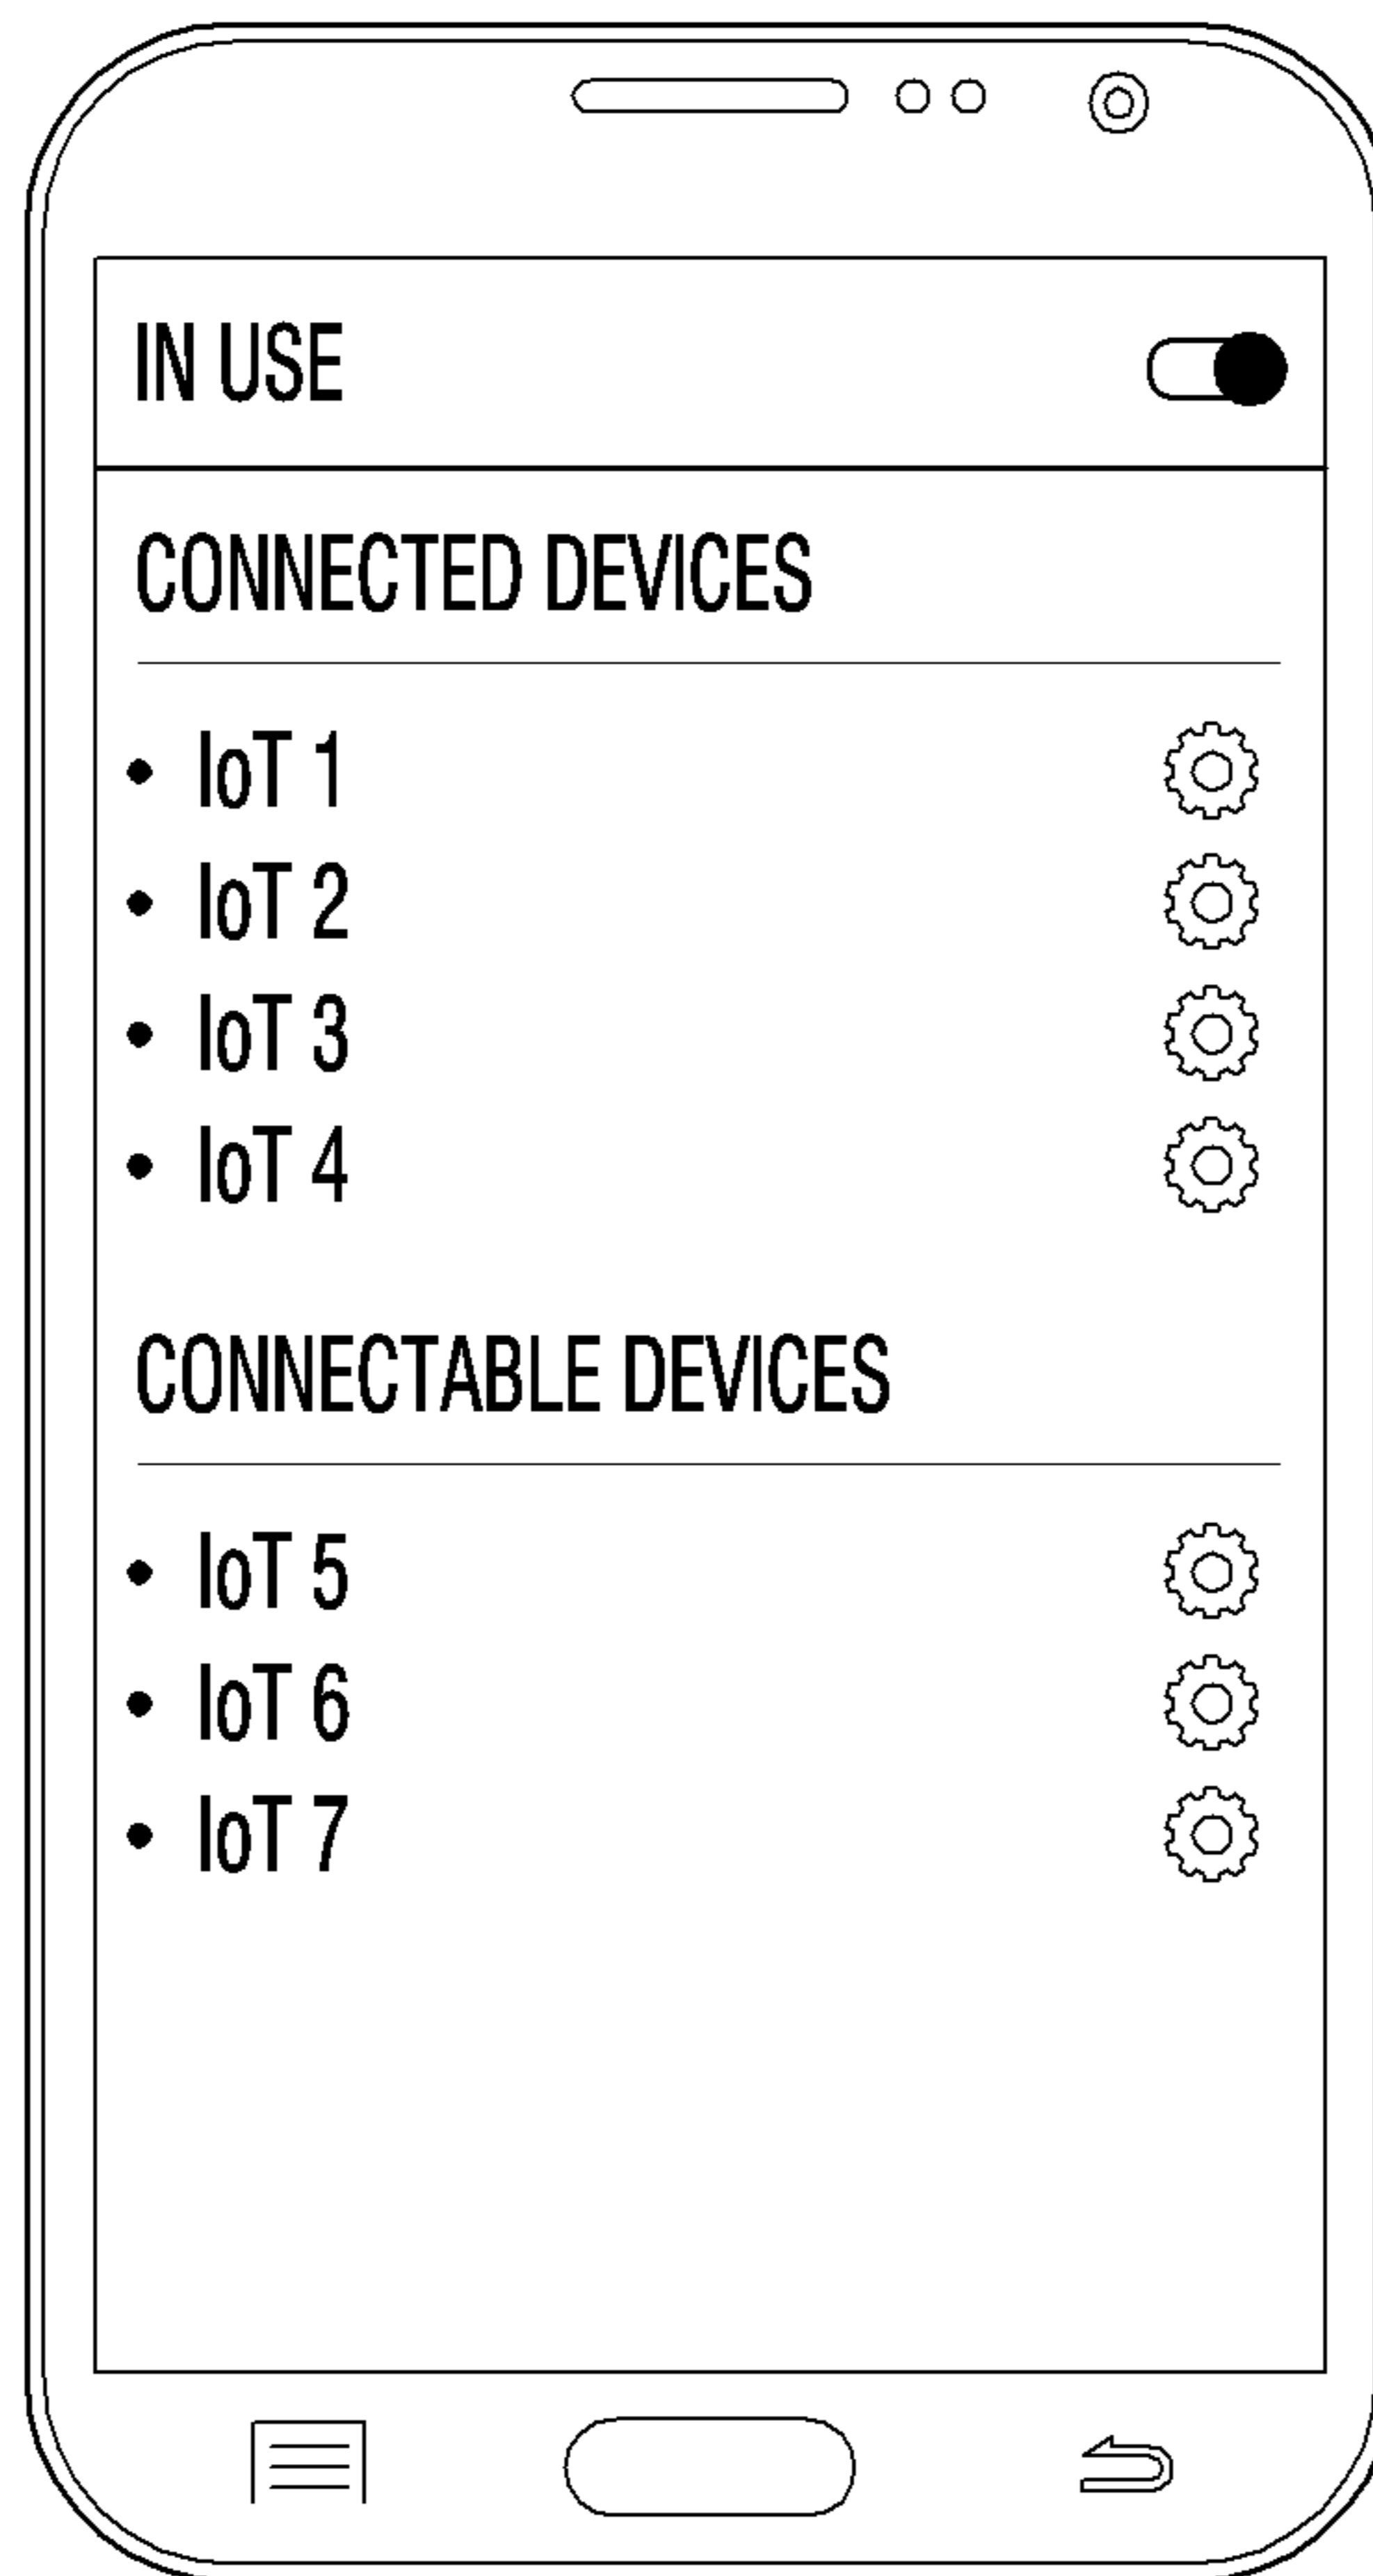 IN USE
CONNECTED DEVICES
• IoT 1
• IoT 2
• IoT 3
• IoT 4
CONNECTABLE DEVICES
• IoT 5
• IoT 6
• IoT 7